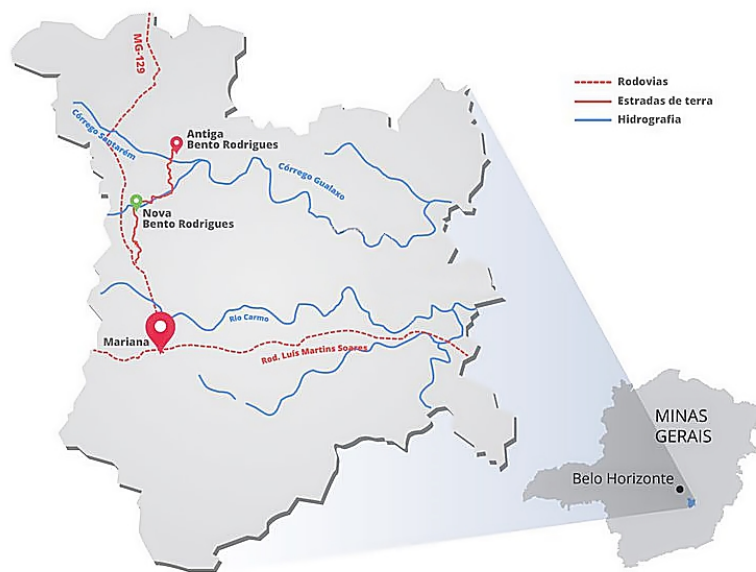 MG-129
Rodovias
Estradas de terra
Hidrografia
Córrego Santarém
Antiga
Bento Rodrigues
Córrego Gualaxo
Nova
Bento Rodrigues
Rio Carmo
Mariana
Rod. Luís Martins Soares
MINAS
GERAIS
Belo Horizonte